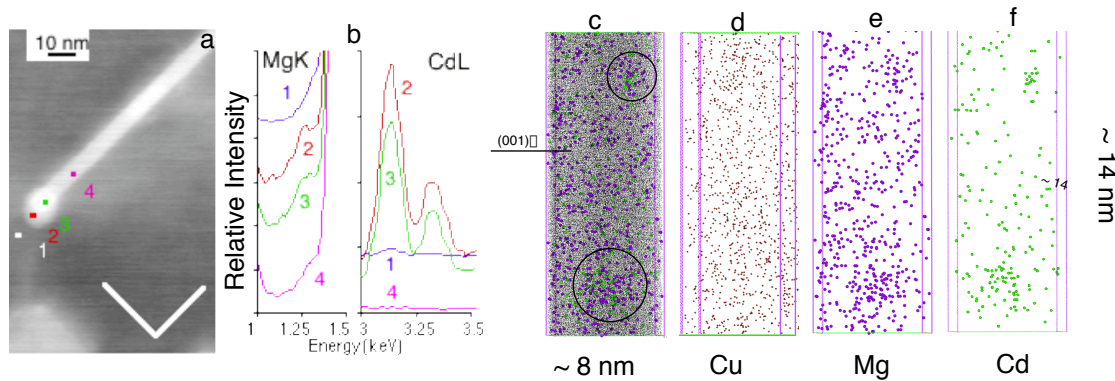 a
10 nm
4
3
2
1
b
MgK
CdL
1
2
3
4
2
3
1
4
Relative Intensity
1
1.25
1.5
3
3.25
3.5
Energy(keV)
c
d
e
f
(001)▯
~ 14
~ 14 nm
~ 8 nm
Cu
Mg
Cd